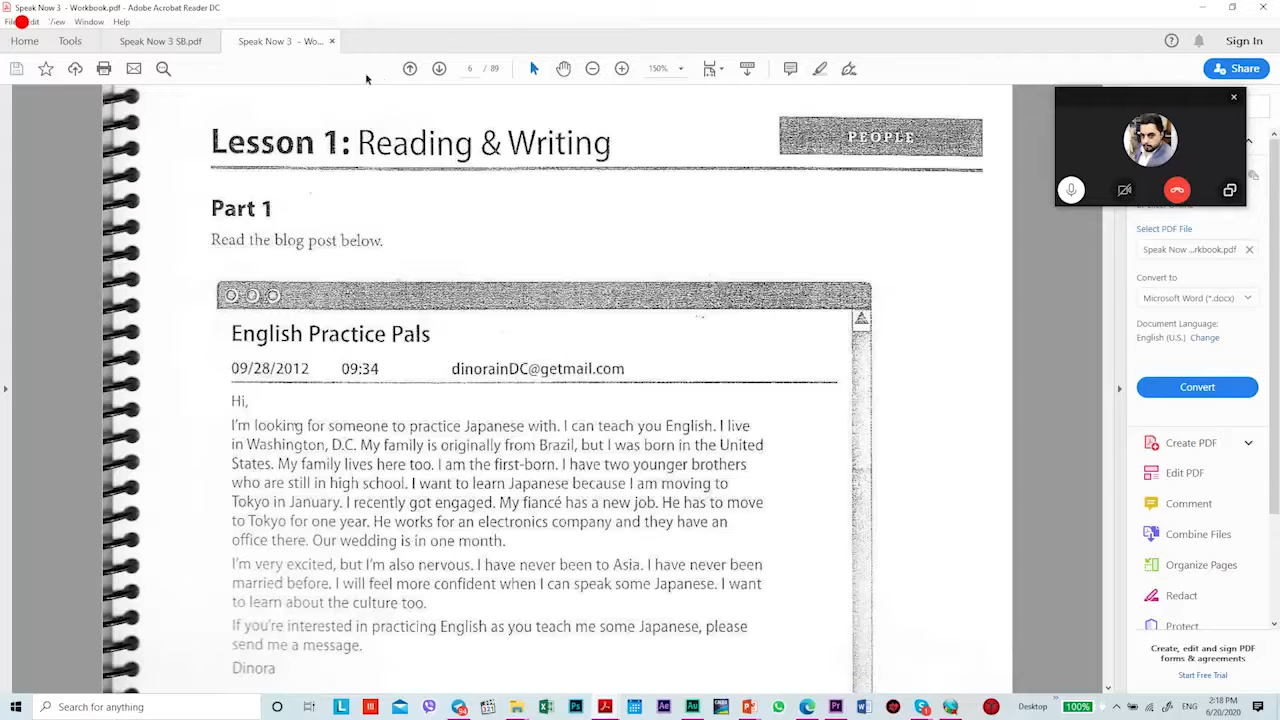 Speak Now 3 - Workbook.pdf - Adobe Acrobat Reader DC
File Edit View Window Help
Home Tools Speak Now 3 SB.pdf Speak Now 3 - Wo... × Sign In
6 / 89 150% Share
Lesson 1: Reading & Writing
PEOPLE
Part 1
Read the blog post below.
English Practice Pals
09/28/2012 09:34 dinorainDC@getmail.com
Hi,
I'm looking for someone to practice Japanese with. I can teach you English. I live
in Washington, D.C. My family is originally from Brazil, but I was born in the United
States. My family lives here too. I am the first-born. I have two younger brothers
who are still in high school. I want to learn Japanese because I am moving to
Tokyo in January. I recently got engaged. My fiancé has a new job. He has to move
to Tokyo for one year. He works for an electronics company and they have an
office there. Our wedding is in one month.
I'm very excited, but I'm also nervous. I have never been to Asia. I have never been
married before. I will feel more confident when I can speak some Japanese. I want
to learn about the culture too.
If you're interested in practicing English as you teach me some Japanese, please
send me a message.
Dinora
Select PDF File
Speak Now ...rkbook.pdf
Convert to
Microsoft Word (*.docx)
Document Language:
English (U.S.) Change
Convert
Create PDF
Edit PDF
Comment
Combine Files
Organize Pages
Redact
Protect
Create, edit and sign PDF
forms & agreements
Start Free Trial
Search for anything
Desktop 100% ENG 2:18 PM
6/20/2020